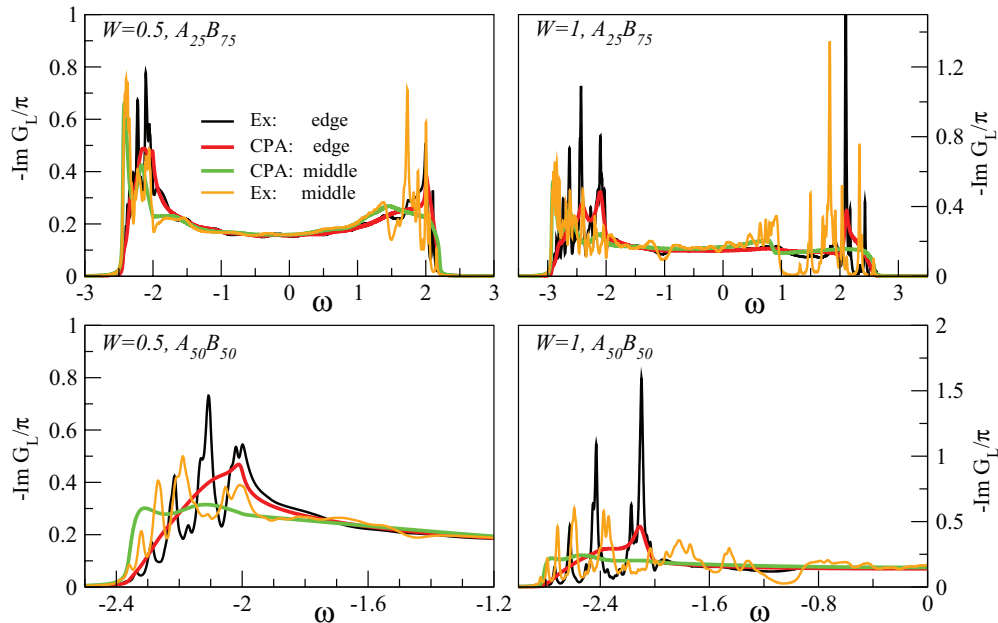 W=0.5, A25B75
-Im GL/π
1
0.8
0.6
0.4
0.2
0
Ex: edge
CPA: edge
CPA: middle
Ex: middle
-3 -2 -1 0 1 2 3
ω
W=1, A25B75
-Im GL/π
1.2
0.8
0.4
0
-3 -2 -1 0 1 2 3
ω
W=0.5, A50B50
-Im GL/π
1
0.8
0.6
0.4
0.2
0
-2.4 -2 -1.6 -1.2
ω
W=1, A50B50
-Im GL/π
2
1.5
1
0.5
0
-2.4 -1.6 -0.8 0
ω